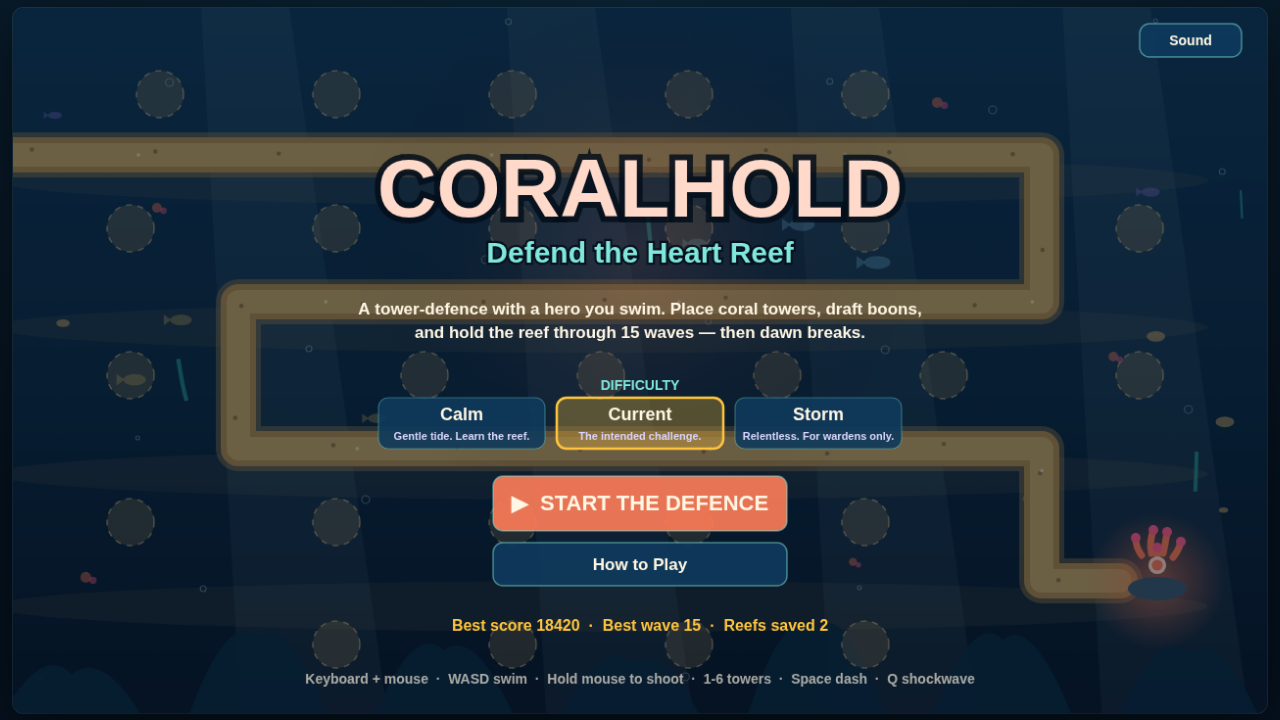 Sound
CORALHOLD
Defend the Heart Reef
A tower-defence with a hero you swim. Place coral towers, draft boons,
and hold the reef through 15 waves — then dawn breaks.
DIFFICULTY
Calm
Gentle tide. Learn the reef.
Current
The intended challenge.
Storm
Relentless. For wardens only.
▶ START THE DEFENCE
How to Play
Best score 18420 · Best wave 15 · Reefs saved 2
Keyboard + mouse · WASD swim · Hold mouse to shoot · 1-6 towers · Space dash · Q shockwave